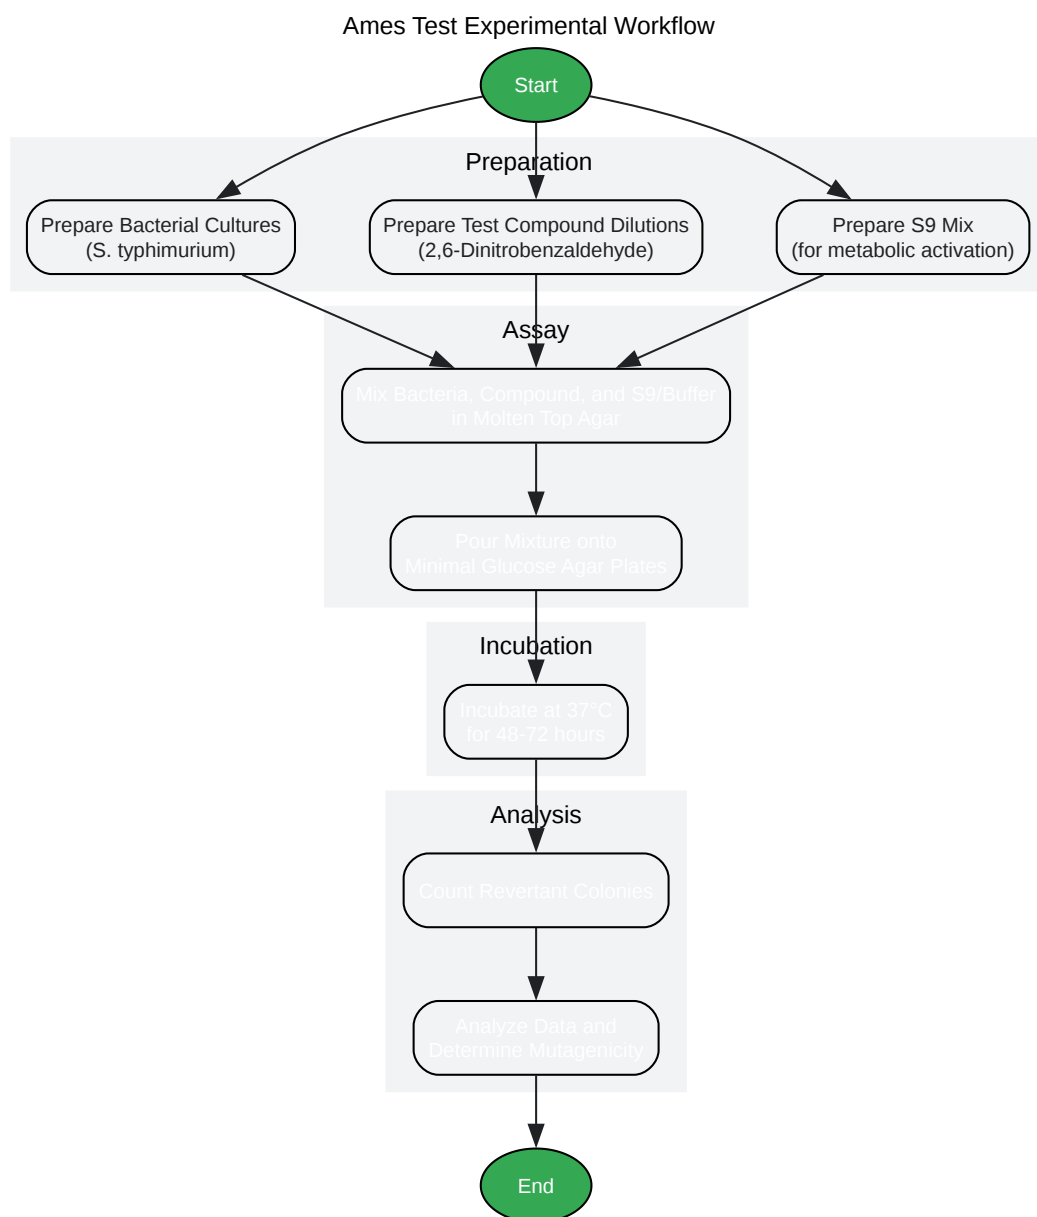 Ames Test Experimental Workflow
Start
Preparation
Prepare Bacterial Cultures
(S. typhimurium)
Prepare Test Compound Dilutions
(2,6-Dinitrobenzaldehyde)
Prepare S9 Mix
(for metabolic activation)
Assay
Mix Bacteria, Compound, and S9/Buffer
in Molten Top Agar
Pour Mixture onto
Minimal Glucose Agar Plates
Incubation
Incubate at 37°C
for 48-72 hours
Analysis
Count Revertant Colonies
Analyze Data and
Determine Mutagenicity
End